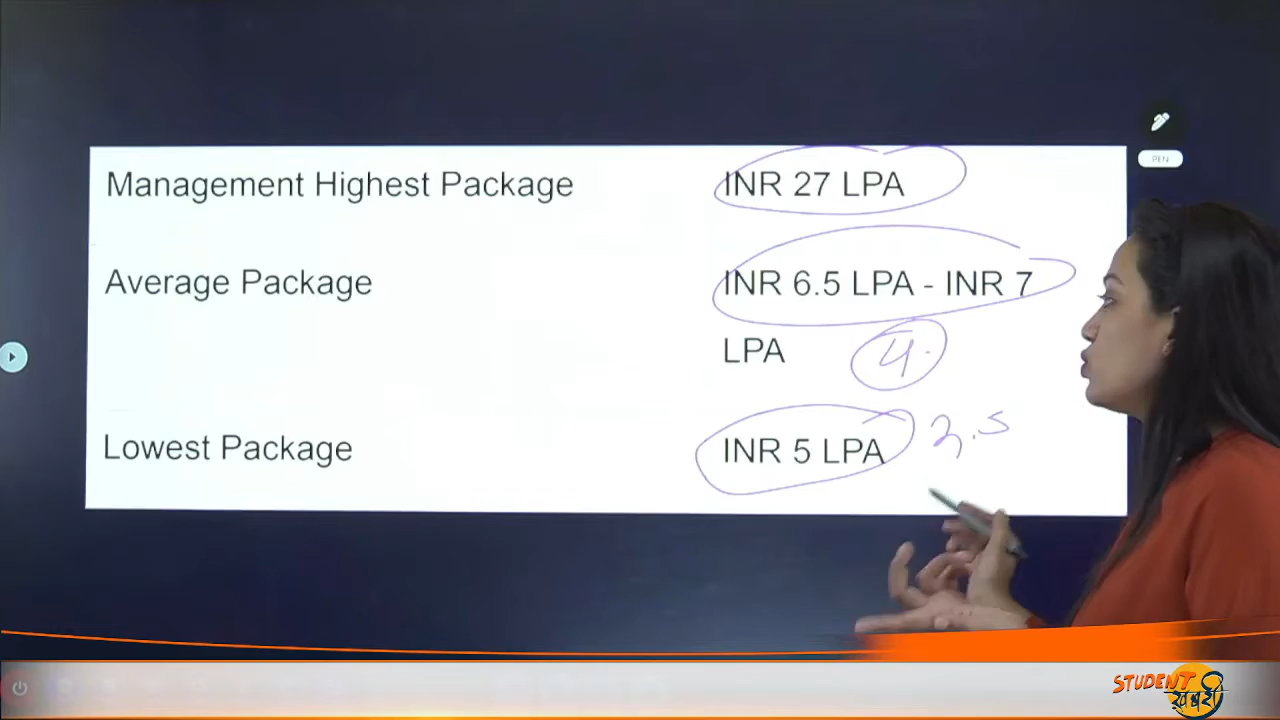 PEN
Management Highest Package INR 27 LPA
Average Package INR 6.5 LPA - INR 7
LPA 4.
Lowest Package INR 5 LPA 3.5
STUDENT
खबरी